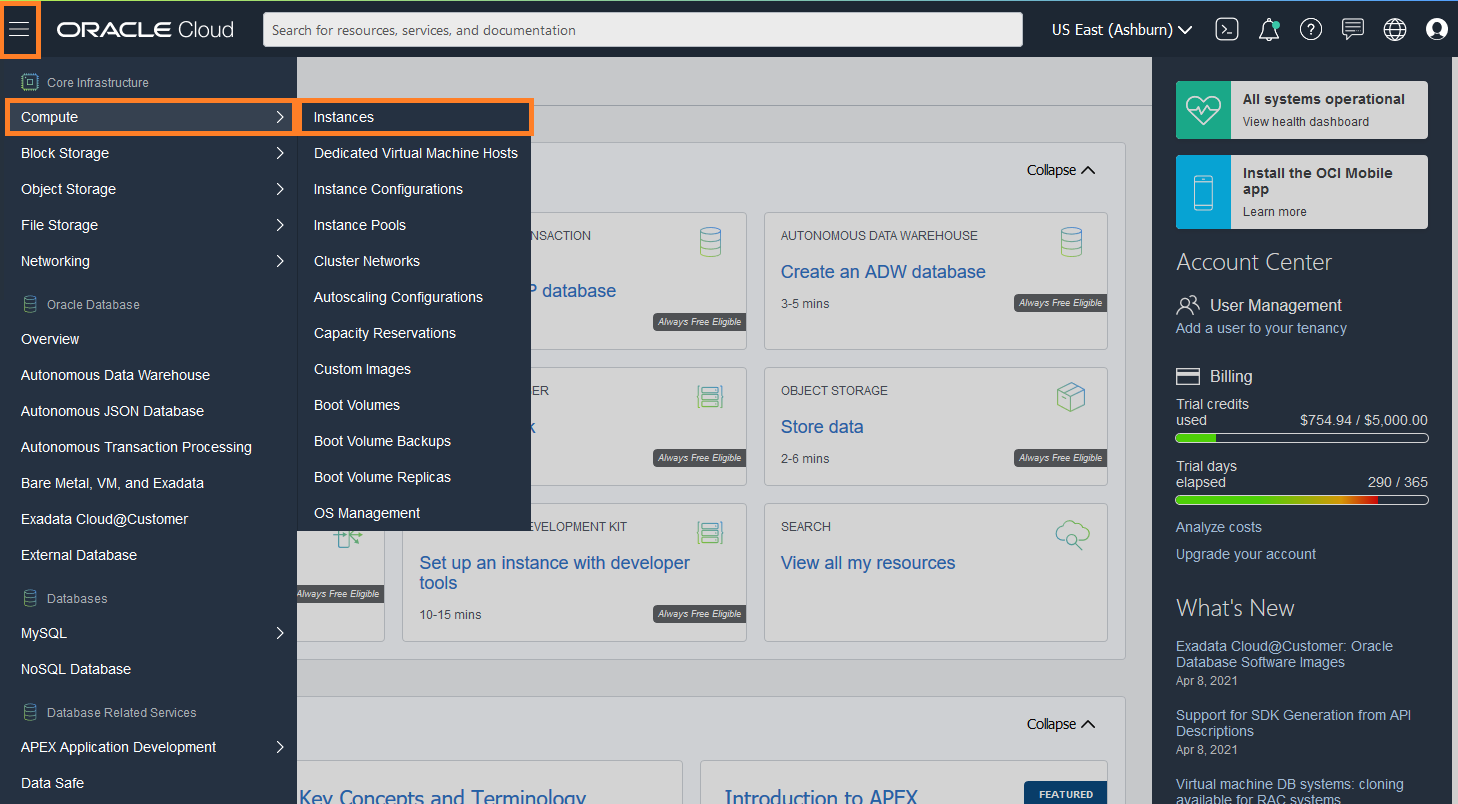 ORACLE Cloud
Search for resources, services, and documentation
US East (Ashburn)
Core Infrastructure
Compute
Block Storage
Object Storage
File Storage
Networking
Oracle Database
Overview
Autonomous Data Warehouse
Autonomous JSON Database
Autonomous Transaction Processing
Bare Metal, VM, and Exadata
Exadata Cloud@Customer
External Database
Databases
MySQL
NoSQL Database
Database Related Services
APEX Application Development
Data Safe
Instances
Dedicated Virtual Machine Hosts
Instance Configurations
Instance Pools
Cluster Networks
Autoscaling Configurations
Capacity Reservations
Custom Images
Boot Volumes
Boot Volume Backups
Boot Volume Replicas
OS Management
Collapse
NSACTION
P database
Always Free Eligible
AUTONOMOUS DATA WAREHOUSE
Create an ADW database
3-5 mins
Always Free Eligible
ER
k
Always Free Eligible
OBJECT STORAGE
Store data
2-6 mins
Always Free Eligible
Always Free Eligible
EVELOPMENT KIT
Set up an instance with developer
tools
10-15 mins
Always Free Eligible
SEARCH
View all my resources
Collapse
Key Concepts and Terminology
Introduction to APEX
FEATURED
All systems operational
View health dashboard
Install the OCI Mobile
app
Learn more
Account Center
User Management
Add a user to your tenancy
Billing
Trial credits
used
$754.94 / $5,000.00
Trial days
elapsed
290 / 365
Analyze costs
Upgrade your account
What's New
Exadata Cloud@Customer: Oracle
Database Software Images
Apr 8, 2021
Support for SDK Generation from API
Descriptions
Apr 8, 2021
Virtual machine DB systems: cloning
available for RAC systems